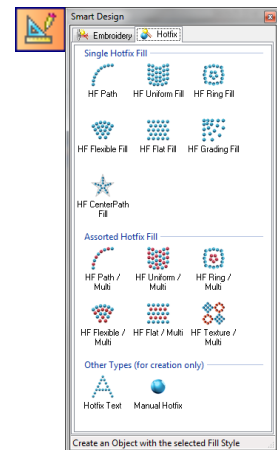 Smart Design
Embroidery Hotfix
Single Hotfix Fill
HF Path HF Uniform Fill HF Ring Fill
HF Flexible Fill HF Flat Fill HF Grading Fill
HF CenterPath
Fill
Assorted Hotfix Fill
HF Path / HF Uniform / HF Ring /
Multi Multi Multi
HF Flexible / HF Flat / Multi HF Texture /
Multi Multi
Other Types (for creation only)
Hotfix Text Manual Hotfix
Create an Object with the selected Fill Style